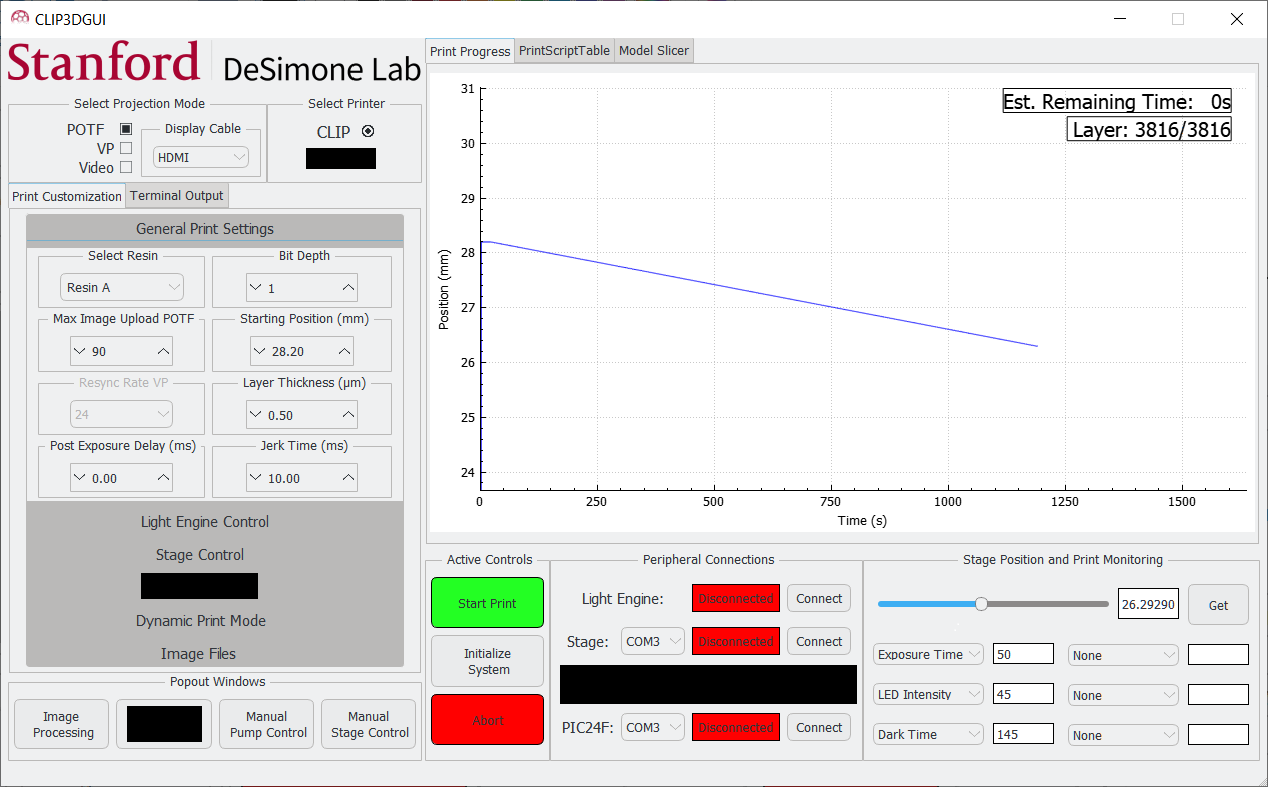 CLIP3DGUI
Stanford
DeSimone Lab
Select Projection Mode
POTF
VP
Video
Display Cable
HDMI
Select Printer
CLIP
Print Customization
Terminal Output
General Print Settings
Select Resin
Resin A
Bit Depth
1
Max Image Upload POTF
90
Starting Position (mm)
28.20
Resync Rate VP
24
Layer Thickness (μm)
0.50
Post Exposure Delay (ms)
0.00
Jerk Time (ms)
10.00
Light Engine Control
Stage Control
Dynamic Print Mode
Image Files
Popout Windows
Image
Processing
Manual
Pump Control
Manual
Stage Control
Print Progress
PrintScriptTable
Model Slicer
Est. Remaining Time: 0s
Layer: 3816/3816
Position (mm)
31
30
29
28
27
26
25
24
0
250
500
750
1000
1250
1500
Time (s)
Active Controls
Start Print
Initialize
System
Abort
Peripheral Connections
Light Engine:
Disconnected
Connect
Stage:
COM3
Disconnected
Connect
PIC24F:
COM3
Disconnected
Connect
Stage Position and Print Monitoring
26.29290
Get
Exposure Time
50
None
LED Intensity
45
None
Dark Time
145
None